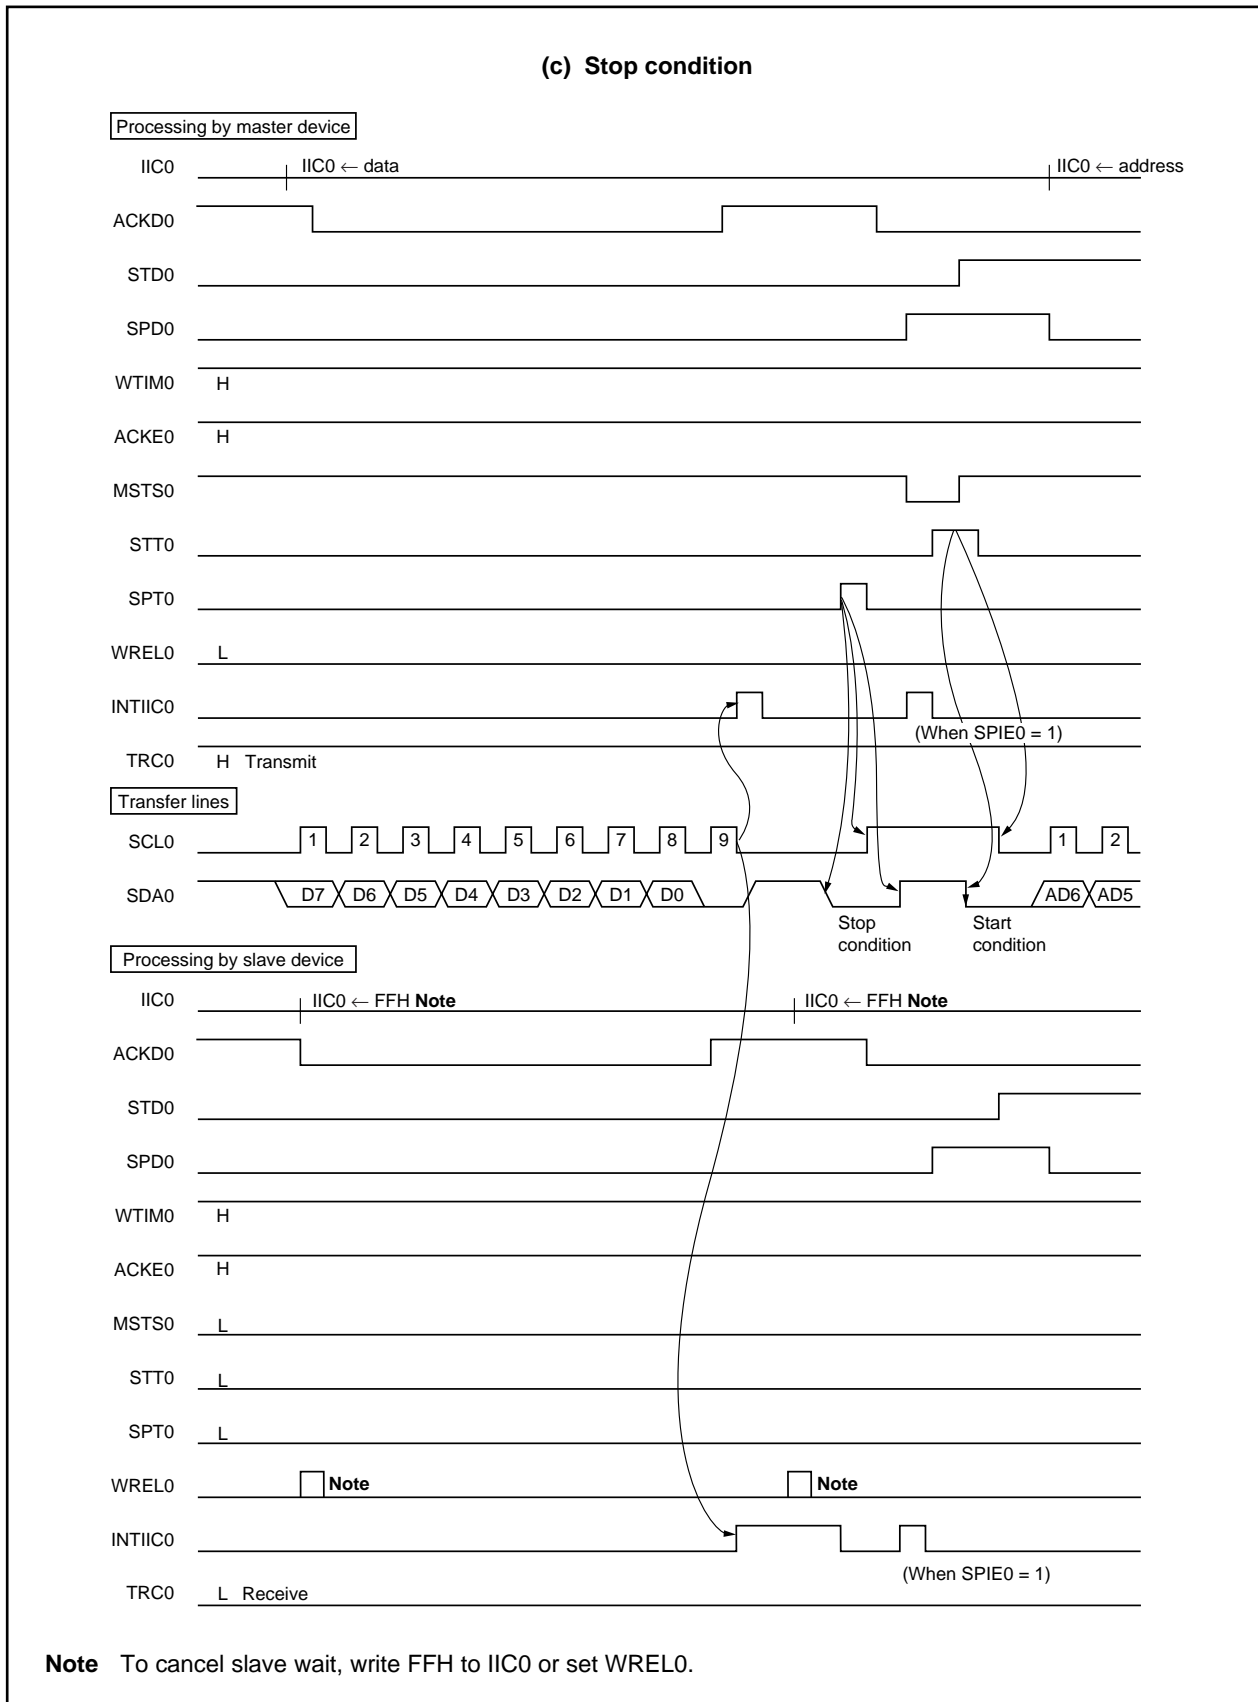 (c) Stop condition
Processing by master device
IIC0 IIC0 ← data IIC0 ← address
ACKD0
STD0
SPD0
WTIM0 H
ACKE0 H
MSTS0
STT0
SPT0
WREL0 L
INTIIC0
(When SPIE0 = 1)
TRC0 H Transmit
Transfer lines
SCL0 1 2 3 4 5 6 7 8 9 1 2
SDA0 D7 D6 D5 D4 D3 D2 D1 D0 AD6 AD5
Stop condition
Start condition
Processing by slave device
IIC0 IIC0 ← FFH Note IIC0 ← FFH Note
ACKD0
STD0
SPD0
WTIM0 H
ACKE0 H
MSTS0 L
STT0 L
SPT0 L
WREL0 Note Note
INTIIC0
(When SPIE0 = 1)
TRC0 L Receive
Note To cancel slave wait, write FFH to IIC0 or set WREL0.